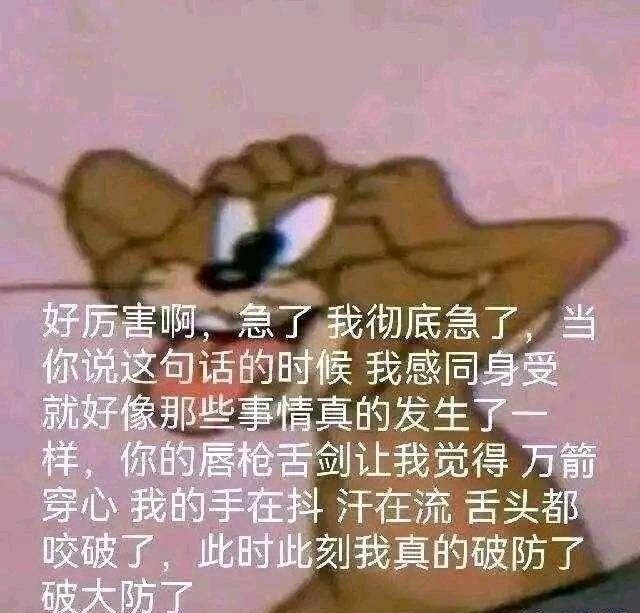 好厉害啊，急了 我彻底急了，当
你说这句话的时候 我感同身受
就好像那些事情真的发生了一
样，你的唇枪舌剑让我觉得 万箭
穿心 我的手在抖 汗在流 舌头都
咬破了，此时此刻我真的破防了
破大防了